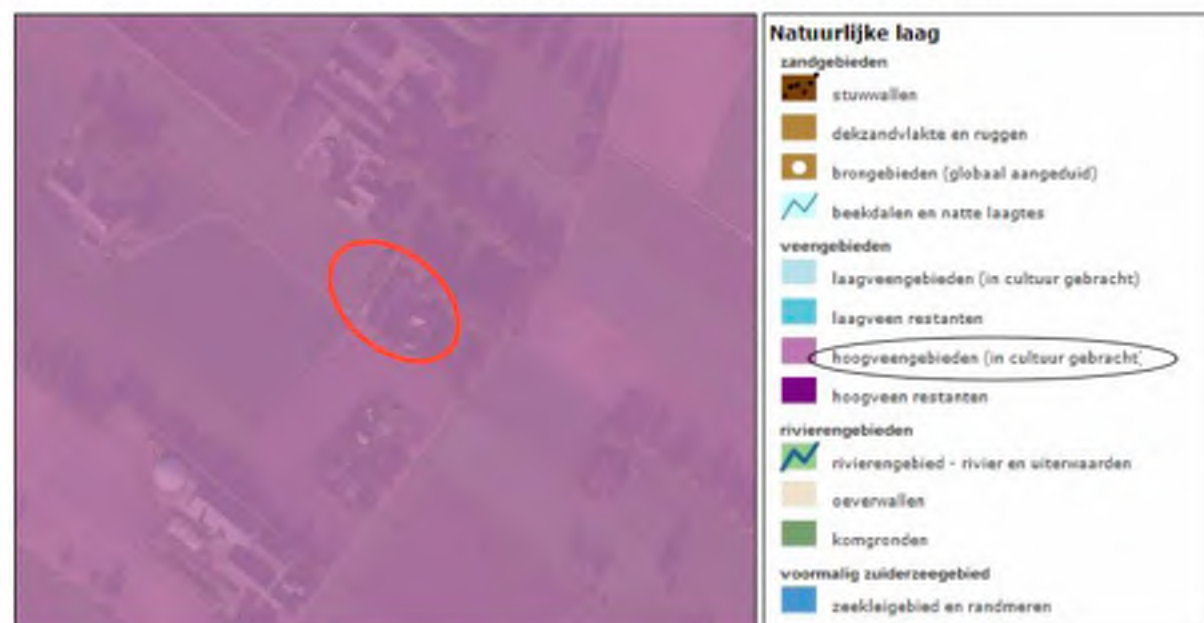 Natuurlijke laag
zandgebieden
stuwwallen
dekzandvlakte en ruggen
brongebieden (globaal aangeduid)
beekdalen en natte laagtes
veengebieden
laagveengebieden (in cultuur gebracht)
laagveen restanten
hoogveengebieden (in cultuur gebracht)
hoogveen restanten
rivierengebieden
rivierengebied - rivier en uiterwaarden
oeverwallen
komgronden
voormalig zuiderzeegebied
zeekleigebied en randmeren